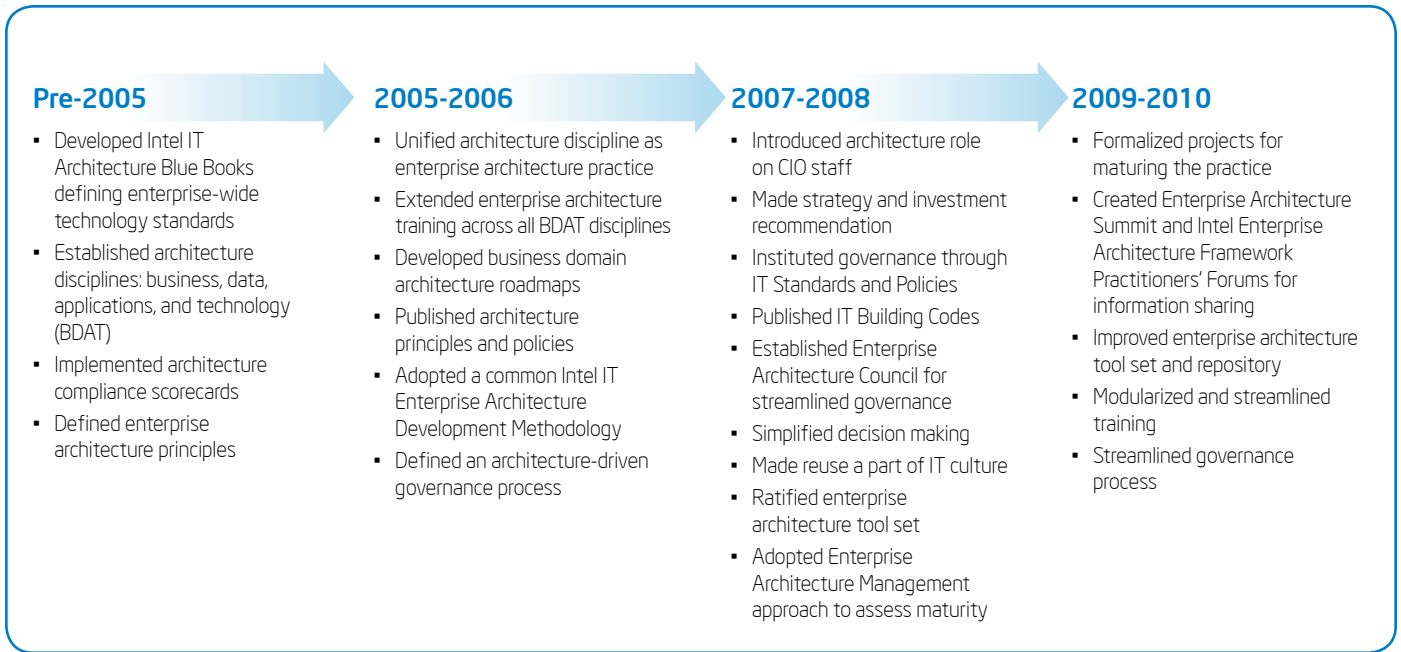 Pre-2005
▪ Developed Intel IT
Architecture Blue Books
defining enterprise-wide
technology standards
▪ Established architecture
disciplines: business, data,
applications, and technology
(BDAT)
▪ Implemented architecture
compliance scorecards
▪ Defined enterprise
architecture principles
2005-2006
▪ Unified architecture discipline as
enterprise architecture practice
▪ Extended enterprise architecture
training across all BDAT disciplines
▪ Developed business domain
architecture roadmaps
▪ Published architecture
principles and policies
▪ Adopted a common Intel IT
Enterprise Architecture
Development Methodology
▪ Defined an architecture-driven
governance process
2007-2008
▪ Introduced architecture role
on CIO staff
▪ Made strategy and investment
recommendation
▪ Instituted governance through
IT Standards and Policies
▪ Published IT Building Codes
▪ Established Enterprise
Architecture Council for
streamlined governance
▪ Simplified decision making
▪ Made reuse a part of IT culture
▪ Ratified enterprise
architecture tool set
▪ Adopted Enterprise
Architecture Management
approach to assess maturity
2009-2010
▪ Formalized projects for
maturing the practice
▪ Created Enterprise Architecture
Summit and Intel Enterprise
Architecture Framework
Practitioners’ Forums for
information sharing
▪ Improved enterprise architecture
tool set and repository
▪ Modularized and streamlined
training
▪ Streamlined governance
process